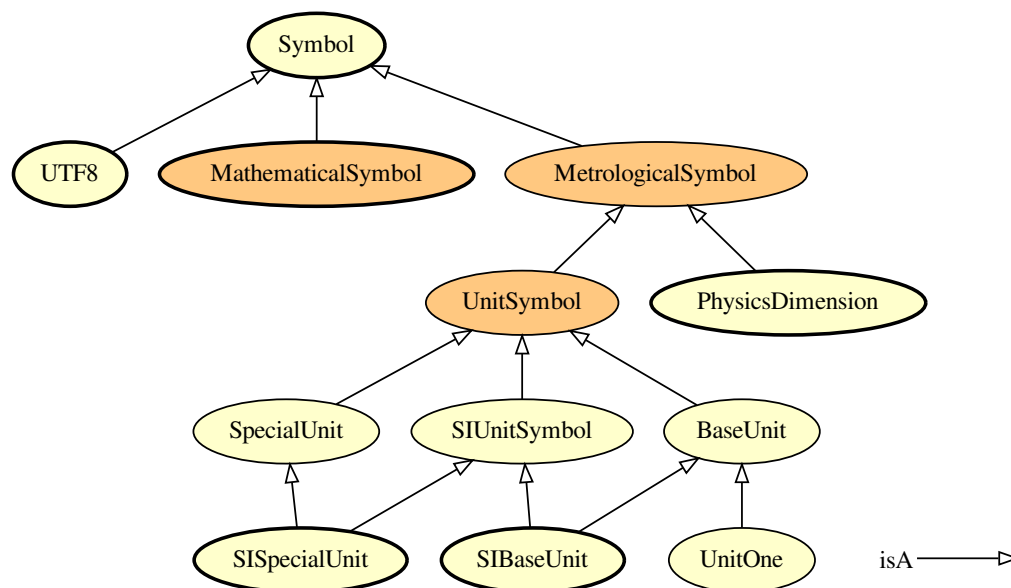 Symbol
UTF8
MathematicalSymbol
MetrologicalSymbol
UnitSymbol
PhysicsDimension
SpecialUnit
SIUnitSymbol
BaseUnit
SISpecialUnit
SIBaseUnit
UnitOne
isA